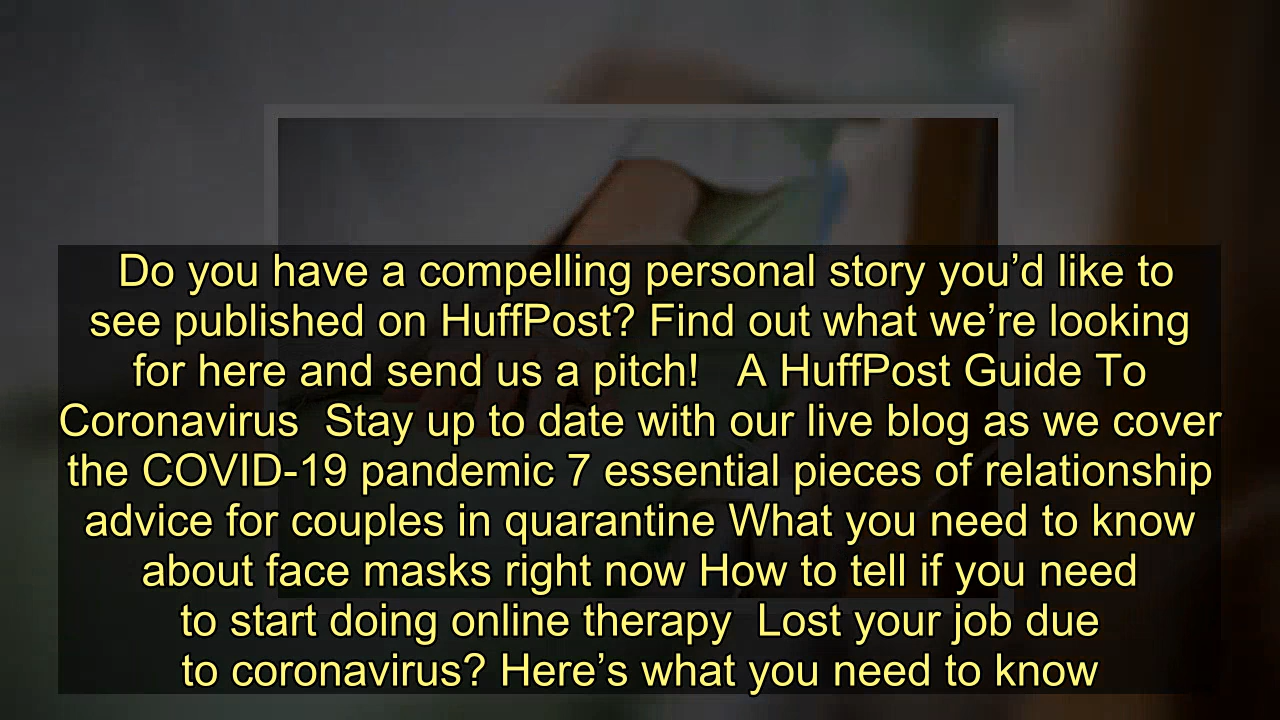 Do you have a compelling personal story you’d like to
see published on HuffPost? Find out what we’re looking
for here and send us a pitch!   A HuffPost Guide To
Coronavirus  Stay up to date with our live blog as we cover
the COVID-19 pandemic 7 essential pieces of relationship
advice for couples in quarantine What you need to know
about face masks right now How to tell if you need
to start doing online therapy  Lost your job due
to coronavirus? Here’s what you need to know